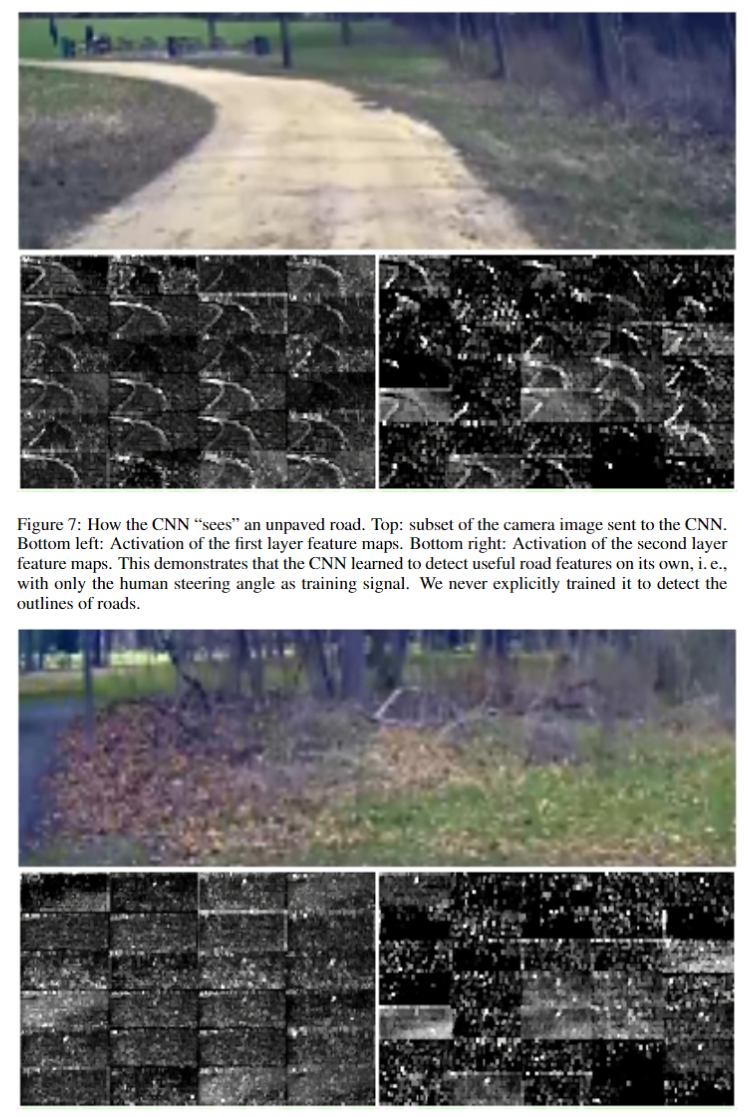 Figure 7: How the CNN “sees” an unpaved road. Top: subset of the camera image sent to the CNN.
Bottom left: Activation of the first layer feature maps. Bottom right: Activation of the second layer
feature maps. This demonstrates that the CNN learned to detect useful road features on its own, i. e.,
with only the human steering angle as training signal. We never explicitly trained it to detect the
outlines of roads.